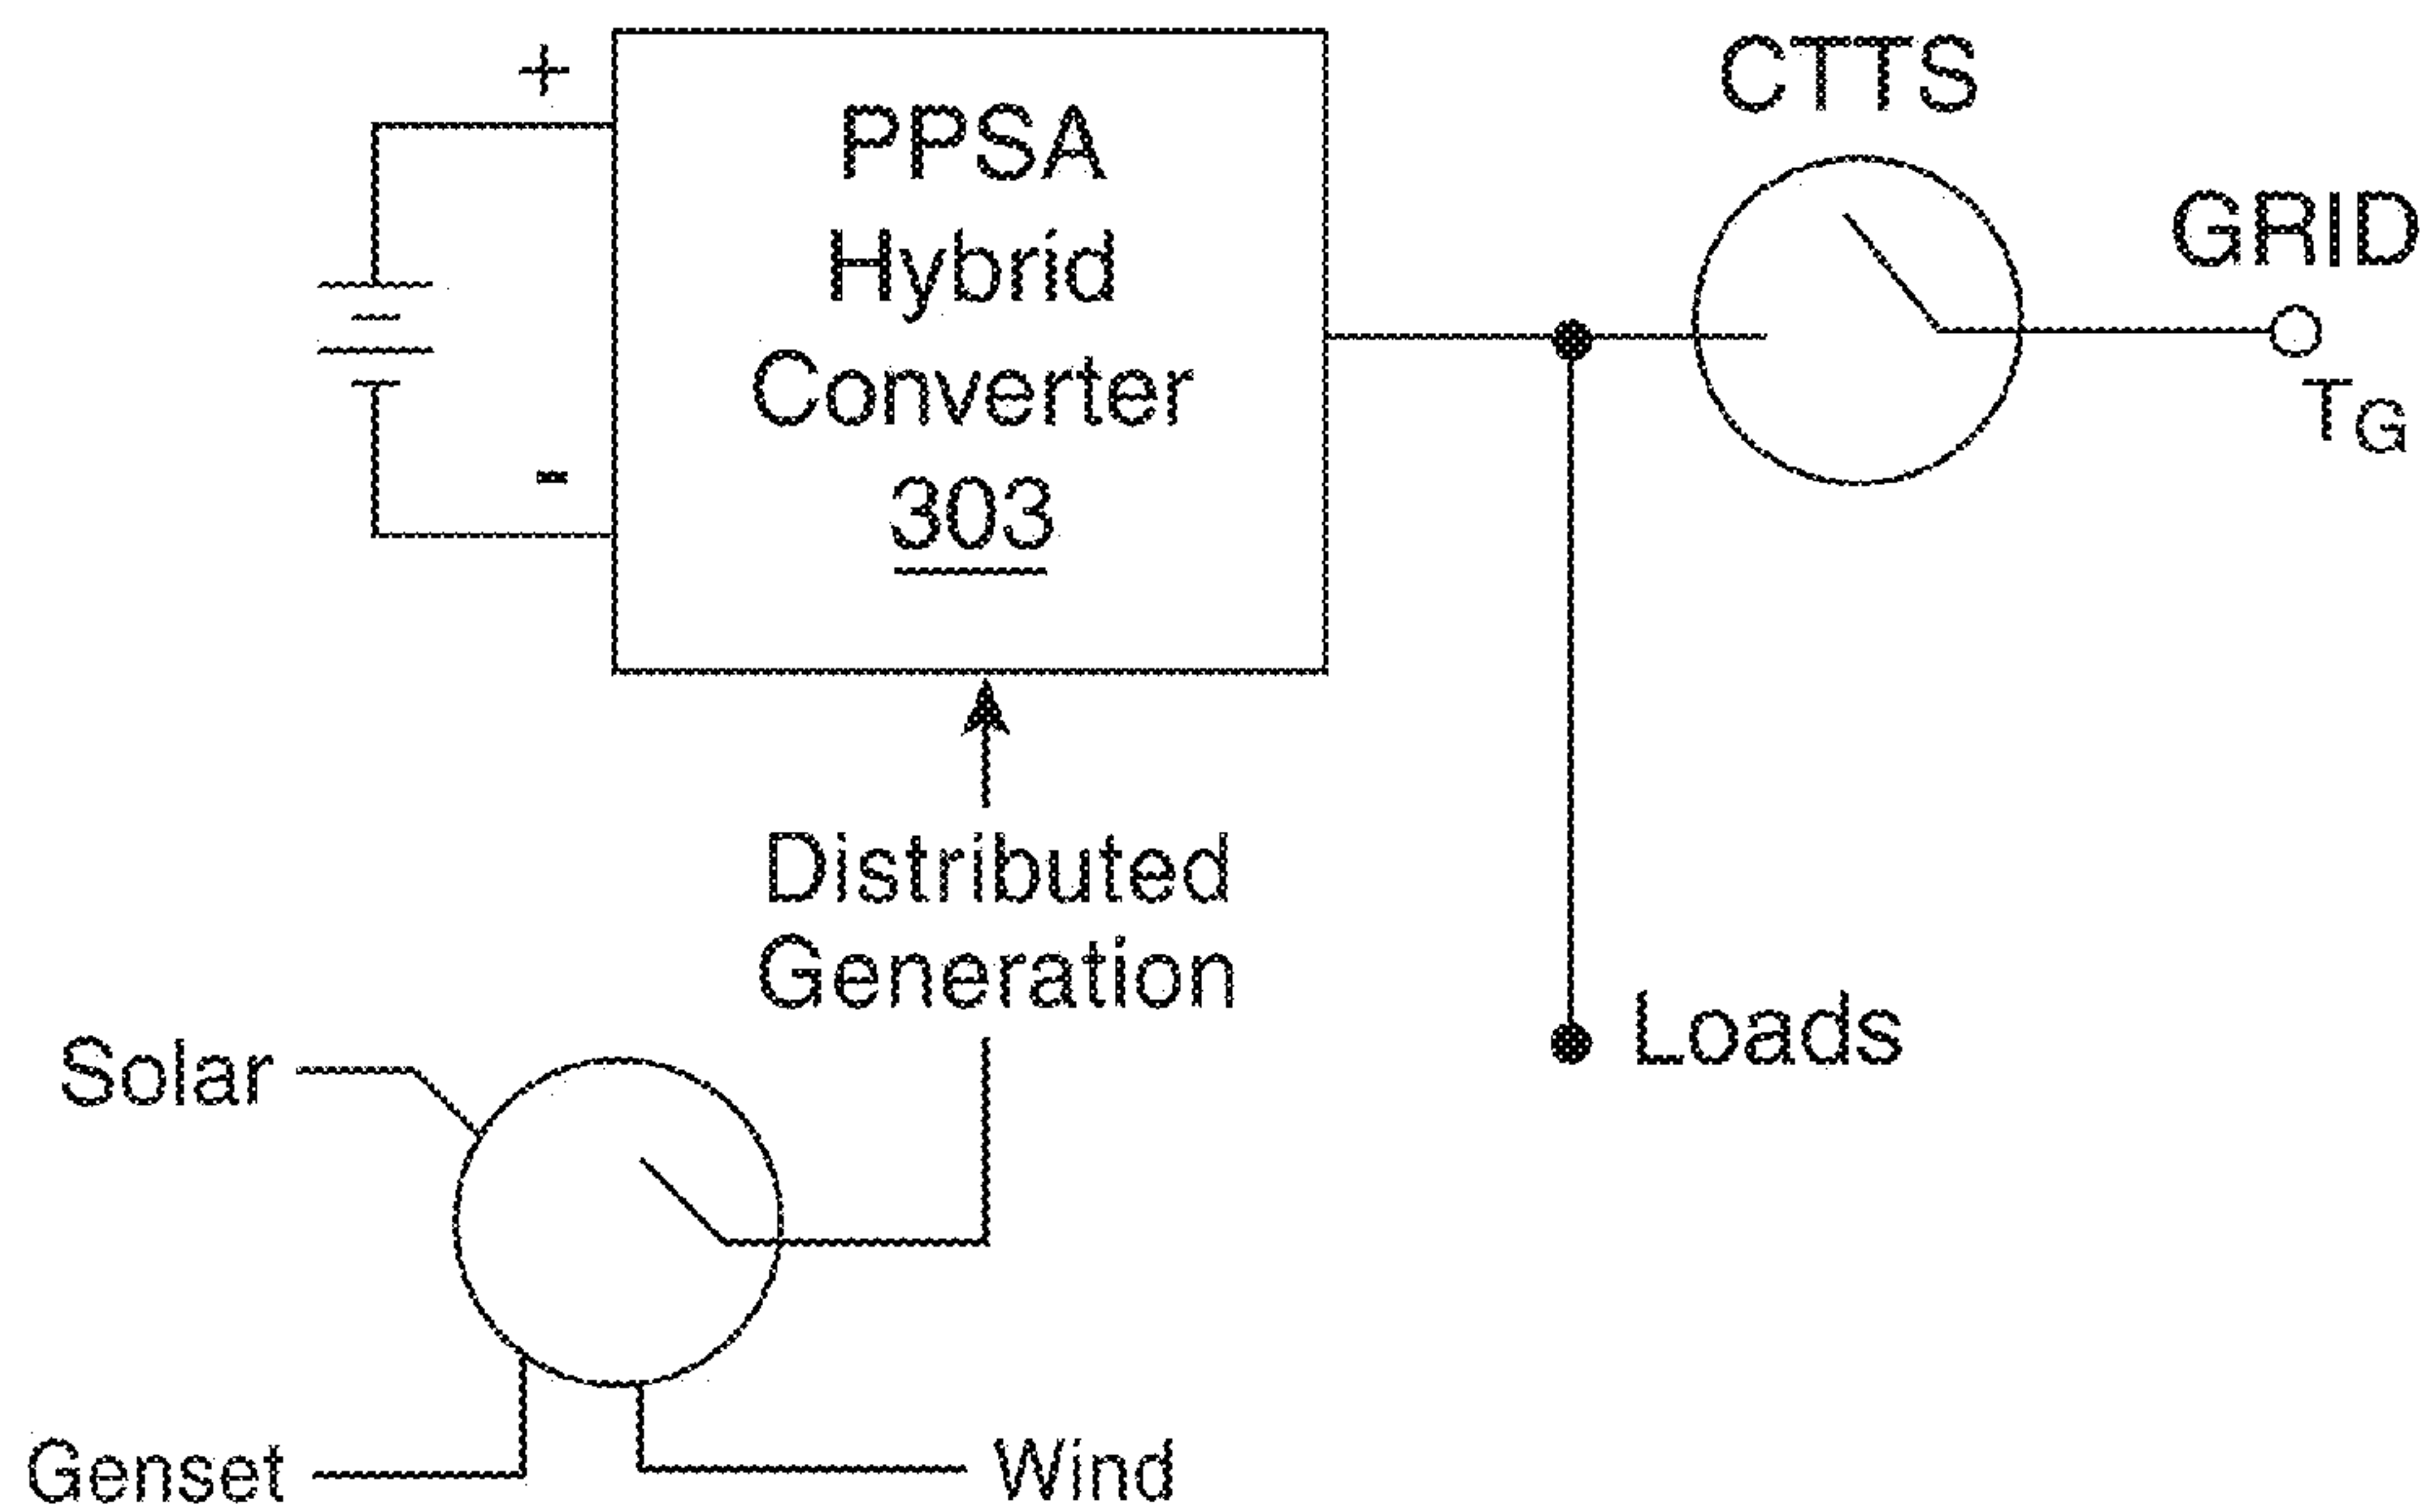 +
PPSA
Hybrid
Converter
303
-
CTTS
GRID
TG
Distributed
Generation
Loads
Solar
Genset
Wind